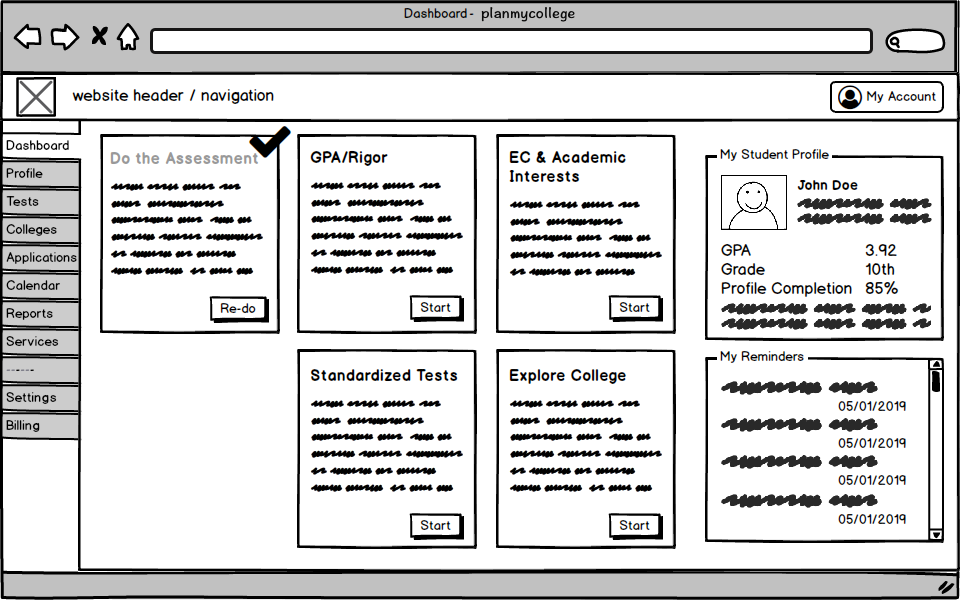 Dashboard - planmycollege
website header / navigation
My Account
Dashboard
Profile
Tests
Colleges
Applications
Calendar
Reports
Services
Settings
Billing
Do the Assessment
Re-do
GPA/Rigor
Start
EC & Academic
Interests
Start
Standardized Tests
Start
Explore College
Start
My Student Profile
John Doe
GPA 3.92
Grade 10th
Profile Completion 85%
My Reminders
05/01/2019
05/01/2019
05/01/2019
05/01/2019